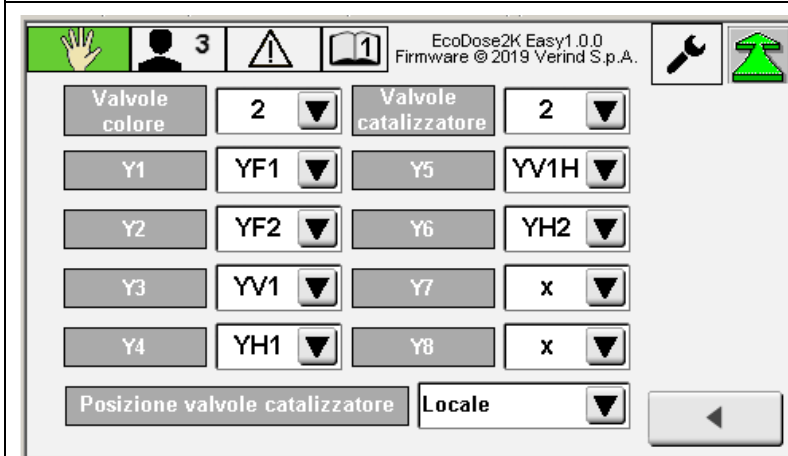 3
1
EcoDose2K Easy1.0.0
Firmware © 2019 Verind S.p.A.
Valvole
colore
2
Valvole
catalizzatore
2
Y1
YF1
Y5
YV1H
Y2
YF2
Y6
YH2
Y3
YV1
Y7
x
Y4
YH1
Y8
x
Posizione valvole catalizzatore
Locale